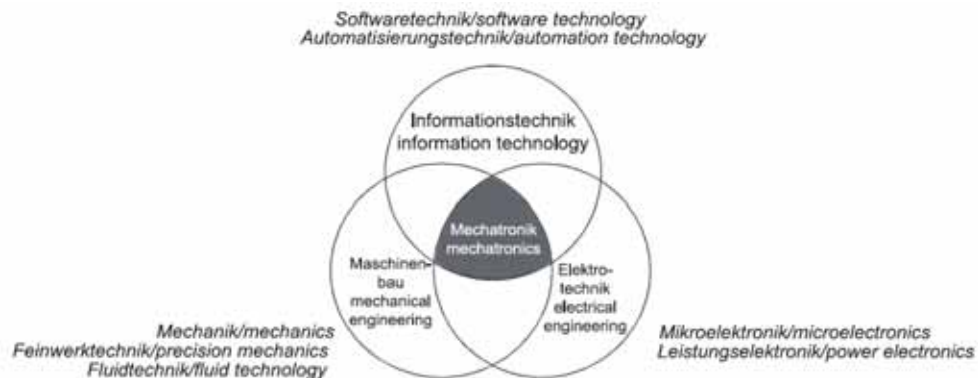 Softwaretechnik/software technology
Automatisierungstechnik/automation technology
Informationstechnik
information technology
Mechatronik
mechatronics
Maschinen-
bau
mechanical
engineering
Elektro-
technik
electrical
engineering
Mechanik/mechanics
Feinwerktechnik/precision mechanics
Fluidtechnik/fluid technology
Mikroelektronik/microelectronics
Leistungselektronik/power electronics